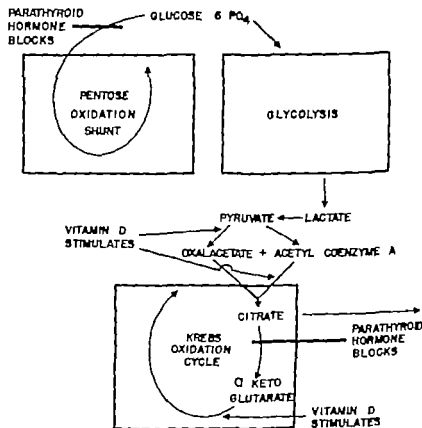 PARATHYROID
HORMONE
BLOCKS
GLUCOSE 6 PO4
PENTOSE
OXIDATION
SHUNT
GLYCOLYSIS
PYRUVATE
LACTATE
VITAMIN D
STIMULATES
OXALACETATE + ACETYL COENZYME A
CITRATE
KREBS
OXIDATION
CYCLE
PARATHYROID
HORMONE
BLOCKS
α KETO
GLUTARATE
VITAMIN D
STIMULATES